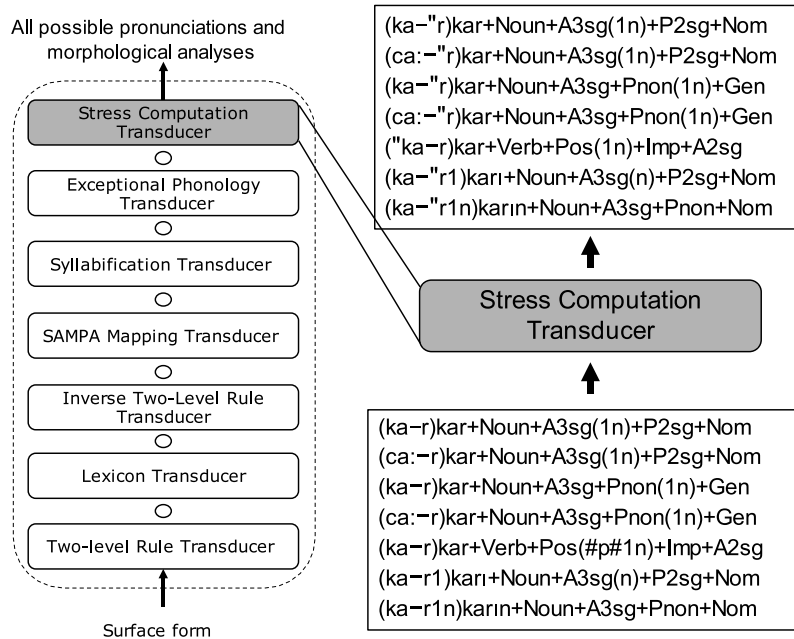 All possible pronunciations and
morphological analyses
Stress Computation
Transducer
Exceptional Phonology
Transducer
Syllabification Transducer
SAMPA Mapping Transducer
Inverse Two-Level Rule
Transducer
Lexicon Transducer
Two-level Rule Transducer
Surface form
(ka−"r)kar+Noun+A3sg(1n)+P2sg+Nom
(ca:−"r)kar+Noun+A3sg(1n)+P2sg+Nom
(ka−"r)kar+Noun+A3sg+Pnon(1n)+Gen
(ca:−"r)kar+Noun+A3sg+Pnon(1n)+Gen
("ka−r)kar+Verb+Pos(1n)+Imp+A2sg
(ka−"r1)karı+Noun+A3sg(n)+P2sg+Nom
(ka−"r1n)karın+Noun+A3sg+Pnon+Nom
Stress Computation
Transducer
(ka−r)kar+Noun+A3sg(1n)+P2sg+Nom
(ca:−r)kar+Noun+A3sg(1n)+P2sg+Nom
(ka−r)kar+Noun+A3sg+Pnon(1n)+Gen
(ca:−r)kar+Noun+A3sg+Pnon(1n)+Gen
(ka−r)kar+Verb+Pos(#p#1n)+Imp+A2sg
(ka−r1)karı+Noun+A3sg(n)+P2sg+Nom
(ka−r1n)karın+Noun+A3sg+Pnon+Nom